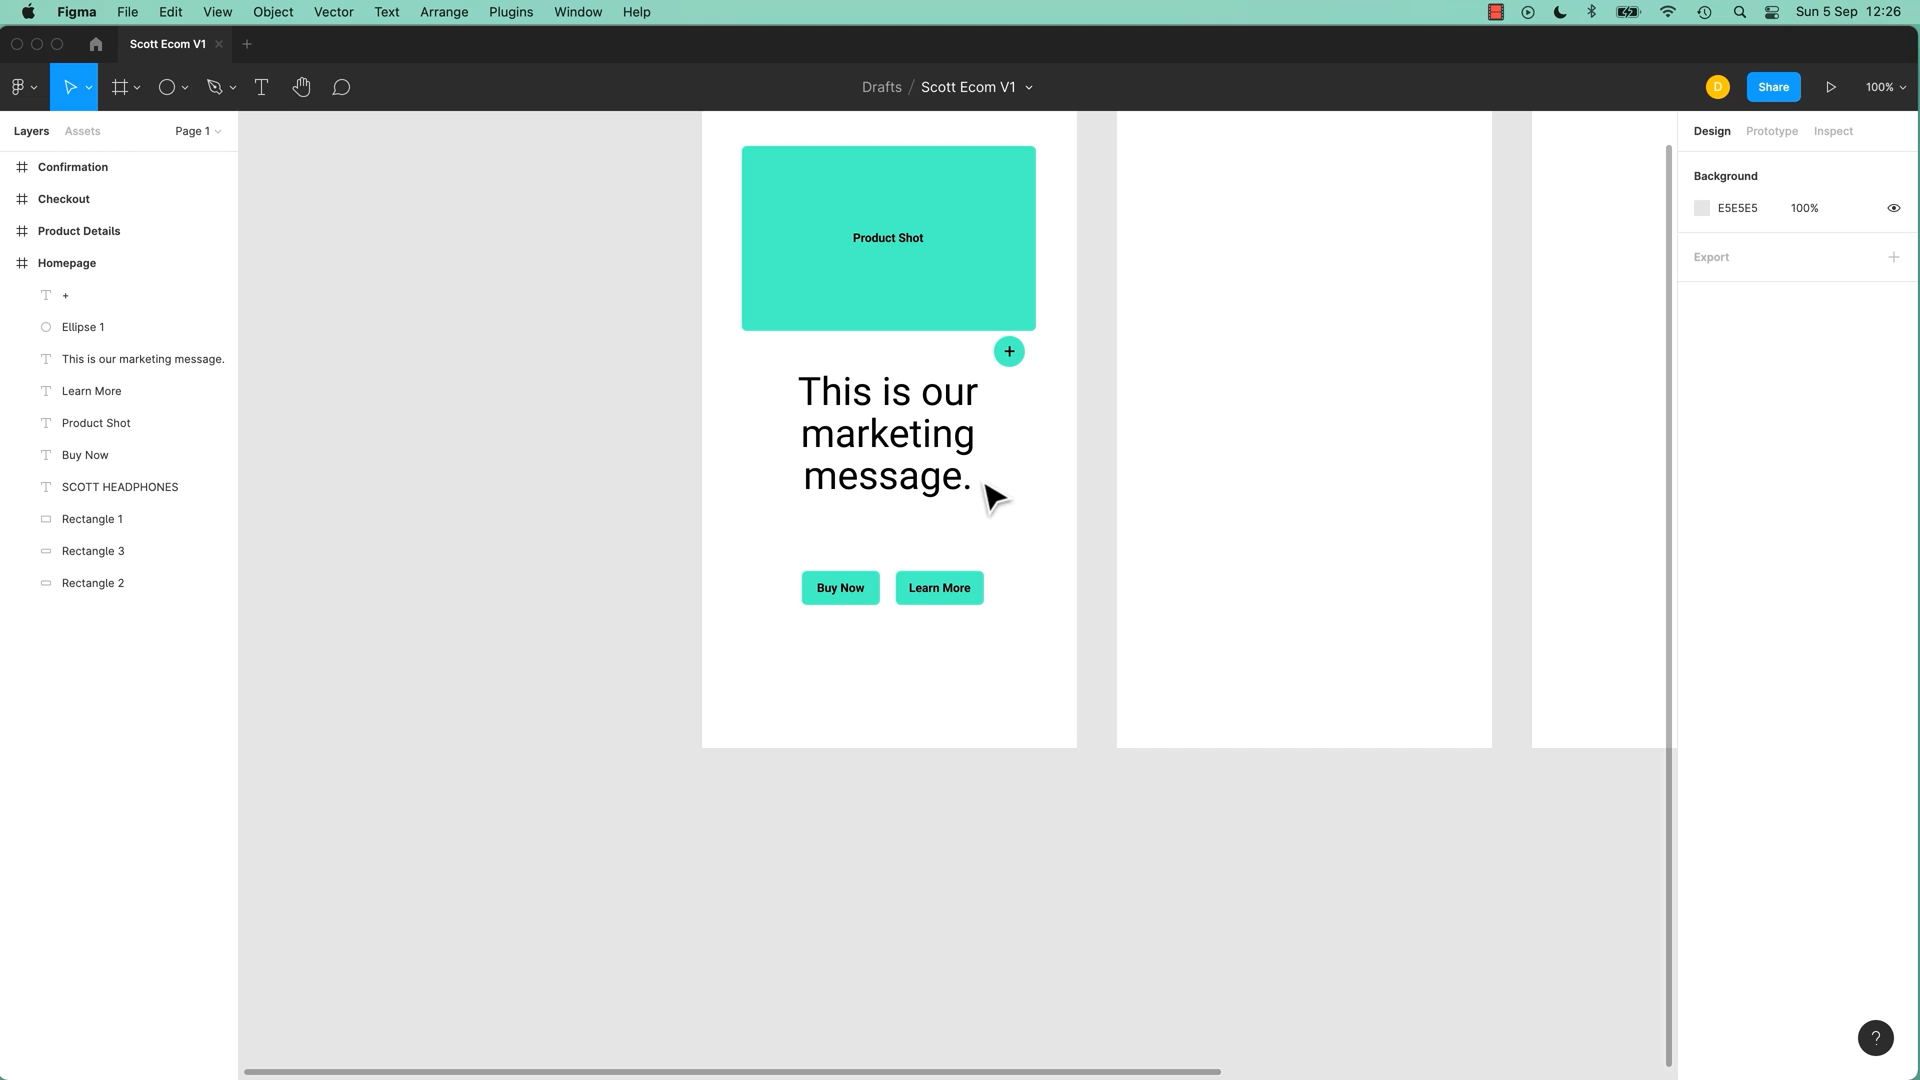 Figma File Edit View Object Vector Text Arrange Plugins Window Help Sun 5 Sep 12:26
Scott Ecom V1
Drafts / Scott Ecom V1 D Share 100%
Layers Assets Page 1 Design Prototype Inspect
Confirmation
Checkout
Product Details
Homepage
+
Ellipse 1
This is our marketing message.
Learn More
Product Shot
Buy Now
SCOTT HEADPHONES
Rectangle 1
Rectangle 3
Rectangle 2
Product Shot
+
This is our
marketing
message.
Buy Now Learn More
Background
E5E5E5 100%
Export
?